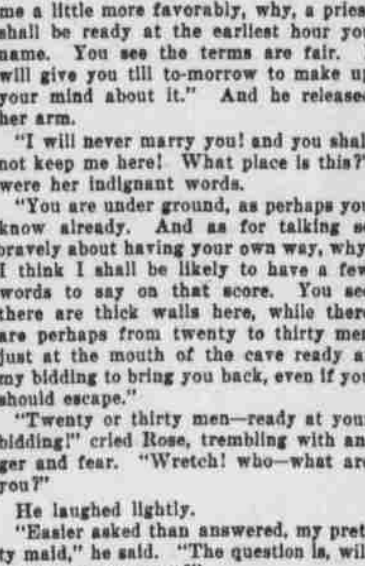 me a little more favorably, why, a pries
shall be ready at the earliest hour you
name. You see the terms are fair.
will give you till to-morrow to make up
your mind about it." And he released
her arm.
"I will never marry you! and you shal
not keep me here! What place is this?"
were her indignant words.
"You are under ground, as perhaps you
know already. And as for talking so
bravely about having your own way, why
I think I shall be likely to have a few
words to say on that score. You see
there are thick walls here, while there
are perhaps from twenty to thirty men
just at the mouth of the cave ready a
my bidding to bring you back, even if you
should escape."
"Twenty or thirty men—ready at your
bidding!" cried Rose, trembling with an
ger and fear. "Wretch! who—what are
you?"
He laughed lightly.
"Easier asked than answered, my pret
ty maid," he said. "The question is, wil